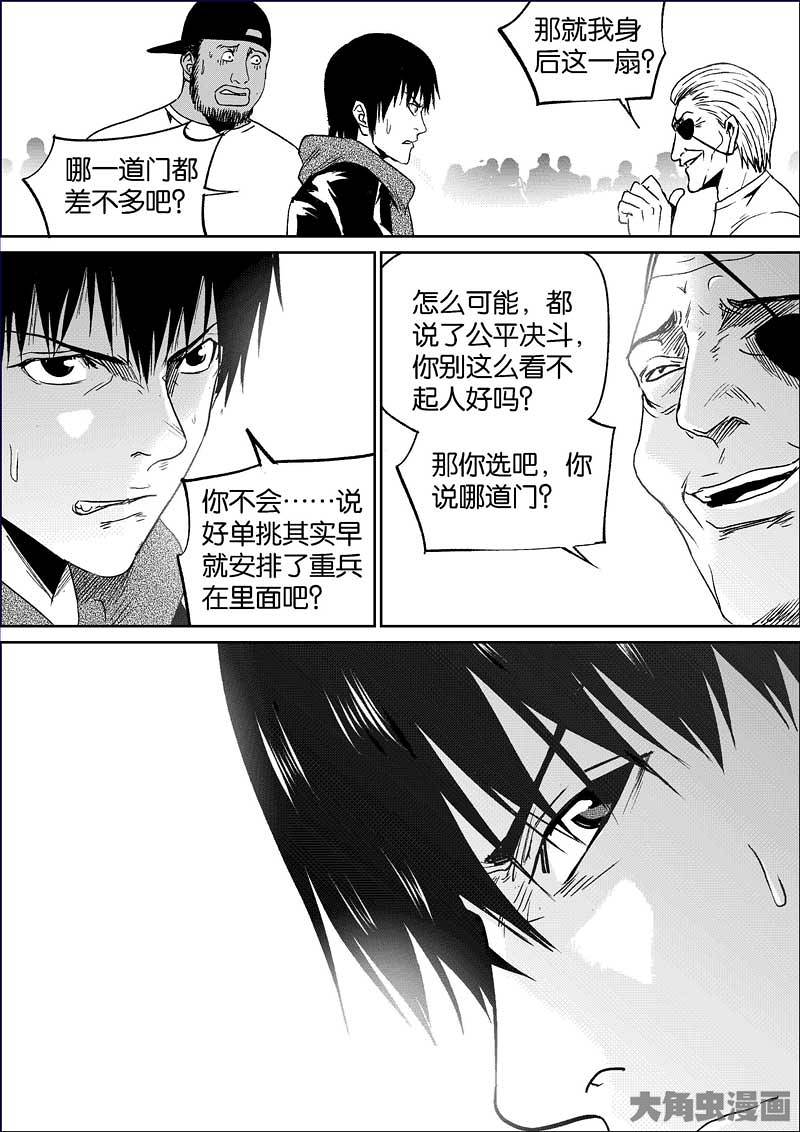 哪一道门都
差不多吧？
那就我身
后这一扇？
你不会……说
好单挑其实早
就安排了重兵
在里面吧？
怎么可能，都
说了公平决斗，
你别这么看不
起人好吗？
那你选吧，你
说哪道门？
大角虫漫画